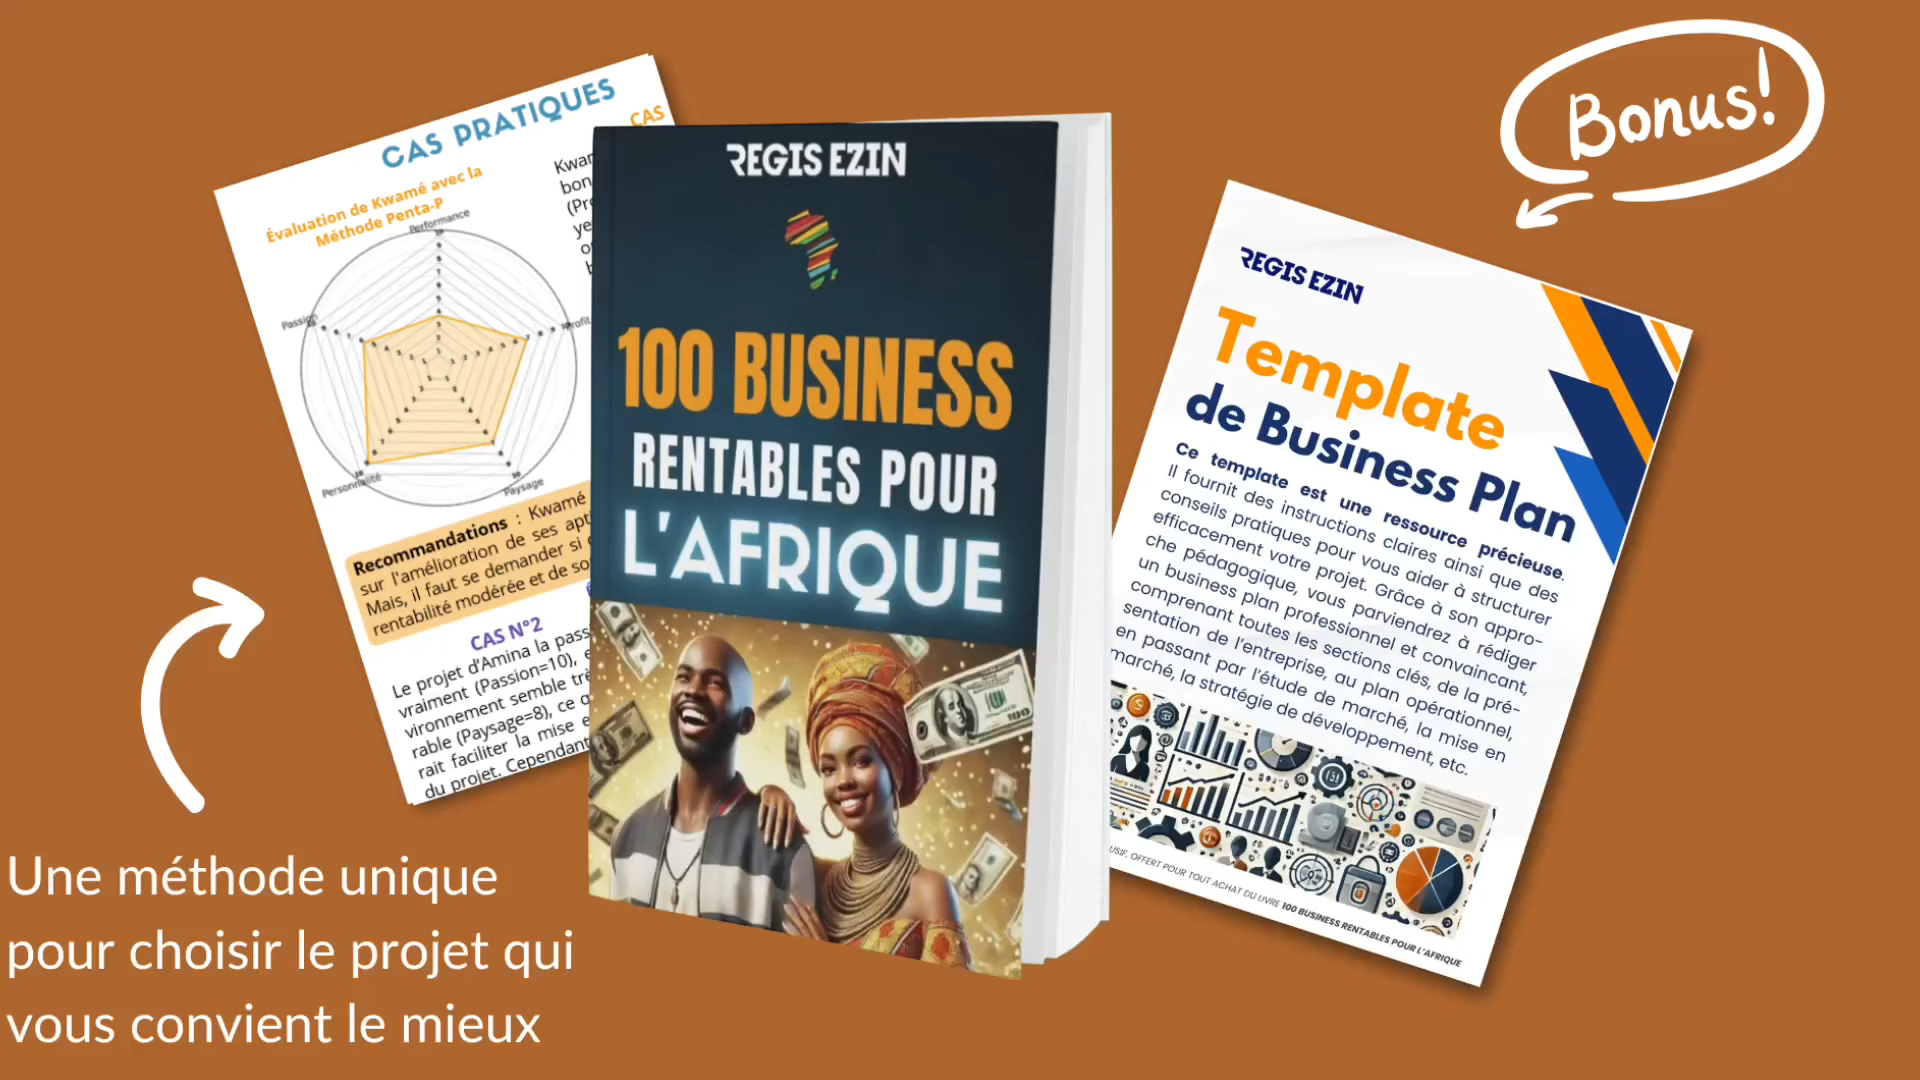 CAS PRATIQUES
CAS
Évaluation de Kwamé avec la
Méthode Penta-P
Performance
Passion
Profit
Personnalité
Paysage
Recommandations : Kwamé
sur l'amélioration de ses
Mais, il faut se demander si
rentabilité modérée et de
CAS N°2
Le projet d'Amina la
vraiment (Passion=10),
vironnement semble
rable (Paysage=8), ce
rait faciliter la mise
du projet. Cependant
REGIS EZIN
100 BUSINESS
RENTABLES POUR
L'AFRIQUE
100
Bonus!
REGIS EZIN
Template
de Business Plan
Ce template est une ressource précieuse.
Il fournit des instructions claires ainsi que des
conseils pratiques pour vous aider à structurer
efficacement votre projet. Grâce à son appro-
che pédagogique, vous parviendrez à rédiger
un business plan professionnel et convaincant,
comprenant toutes les sections clés, de la pré-
sentation de l'entreprise, au plan opérationnel,
en passant par l'étude de marché, la mise en
marché, la stratégie de développement, etc.
OFFERT POUR TOUT ACHAT DU LIVRE 100 BUSINESS RENTABLES POUR L'AFRIQUE
Une méthode unique
pour choisir le projet qui
vous convient le mieux